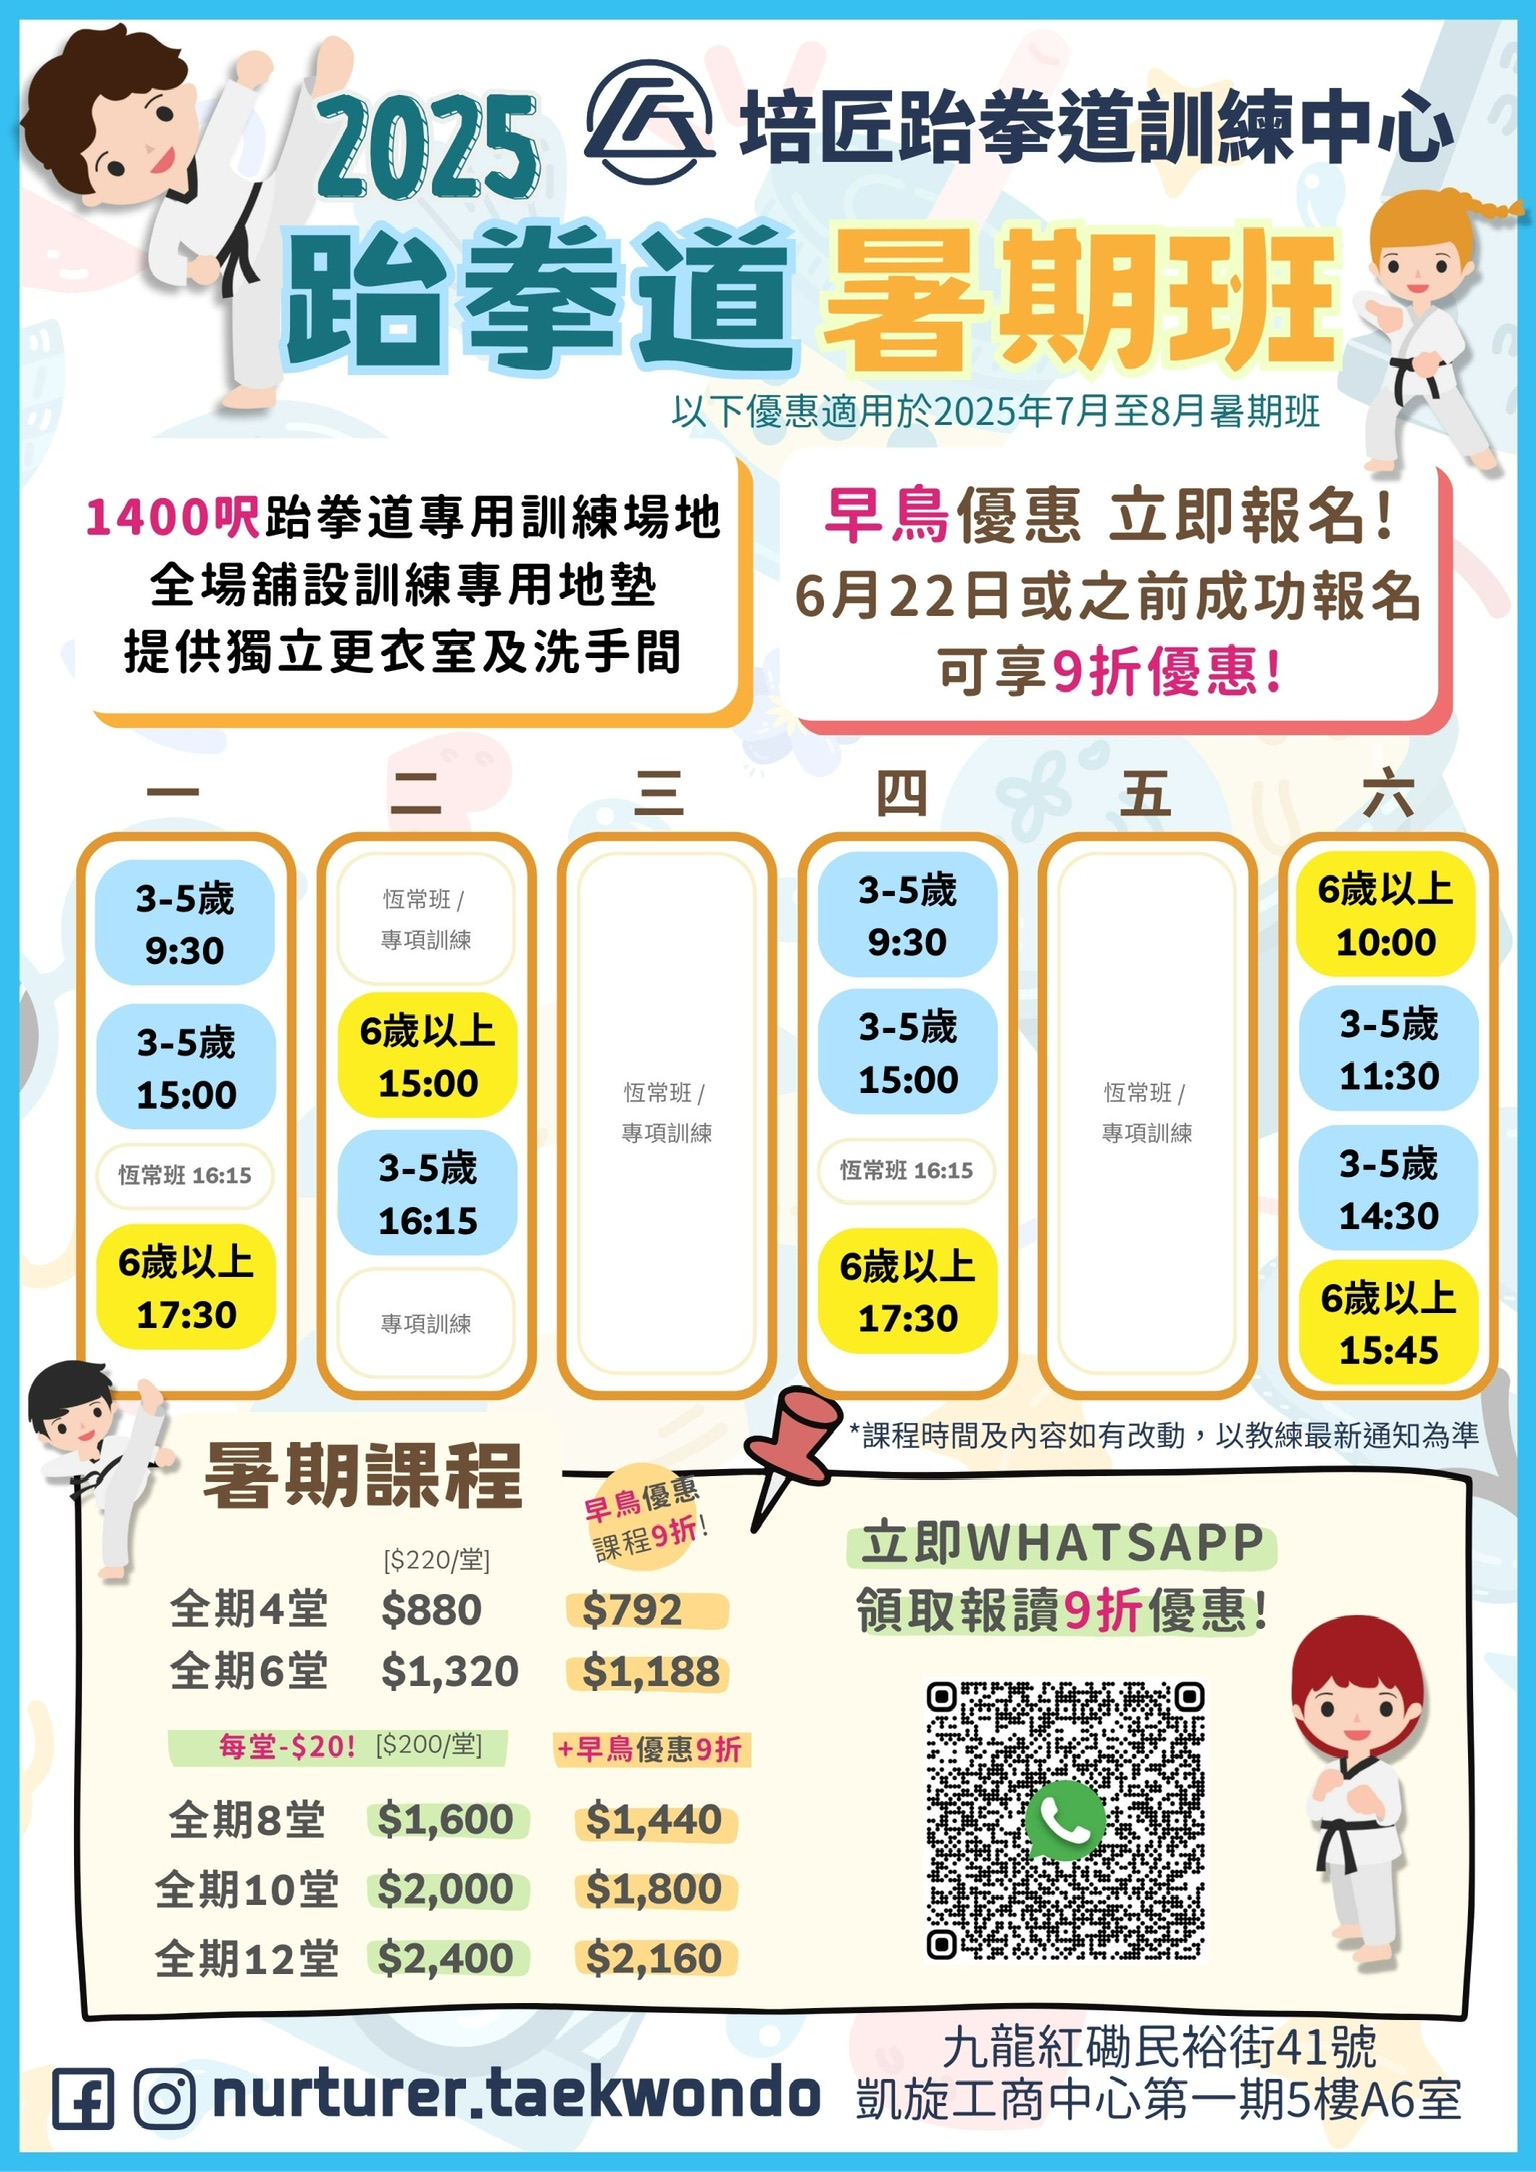 2025
培匠跆拳道訓練中心
跆拳道暑期班
以下優惠適用於2025年7月至8月暑期班
1400呎跆拳道專用訓練場地
全場舖設訓練專用地墊
提供獨立更衣室及洗手間
早鳥優惠 立即報名!
6月22日或之前成功報名
可享9折優惠!
一
3-5歲
9:30
3-5歲
15:00
恆常班 16:15
6歲以上
17:30
二
恆常班 /
專項訓練
6歲以上
15:00
3-5歲
16:15
專項訓練
三
恆常班 /
專項訓練
四
3-5歲
9:30
3-5歲
15:00
恆常班 16:15
6歲以上
17:30
五
恆常班 /
專項訓練
六
6歲以上
10:00
3-5歲
11:30
3-5歲
14:30
6歲以上
15:45
*課程時間及內容如有改動，以教練最新通知為準
暑期課程
早鳥優惠
課程9折!
[$220/堂]
全期4堂 $880 $792
全期6堂 $1,320 $1,188
每堂-$20! [$200/堂] +早鳥優惠9折
全期8堂 $1,600 $1,440
全期10堂 $2,000 $1,800
全期12堂 $2,400 $2,160
立即WHATSAPP
領取報讀9折優惠!
nurturer.taekwondo
九龍紅磡民裕街41號
凱旋工商中心第一期5樓A6室